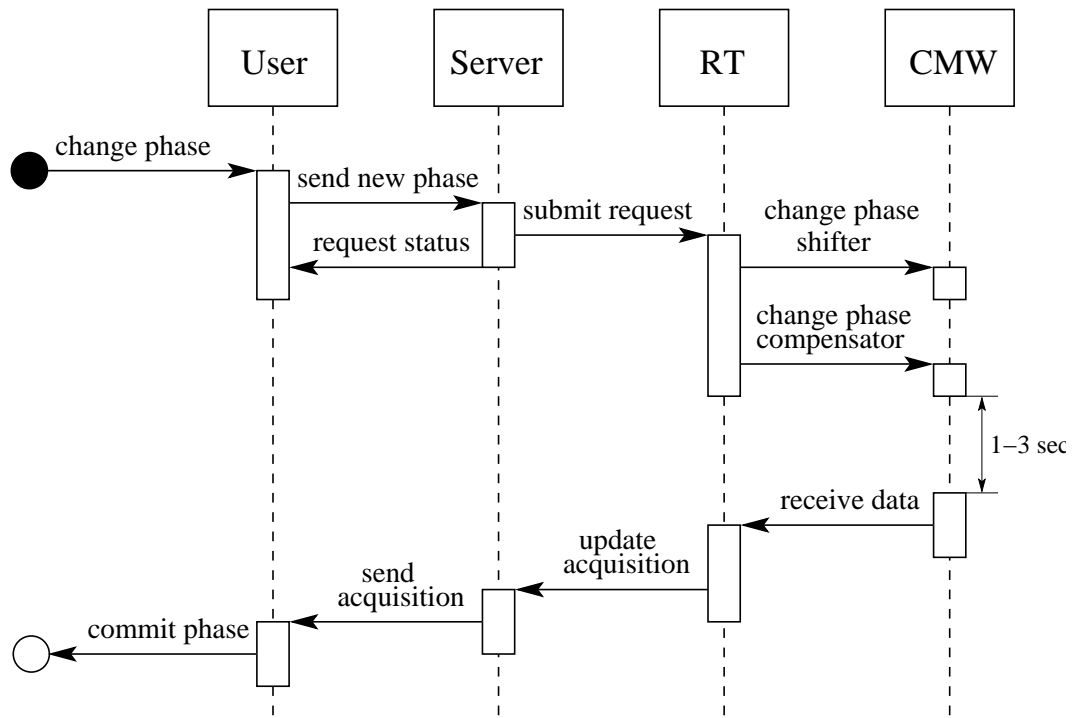 User
Server
RT
CMW
change phase
send new phase
submit request
change phase
shifter
request status
change phase
compensator
1–3 sec
receive data
update
acquisition
send
acquisition
commit phase